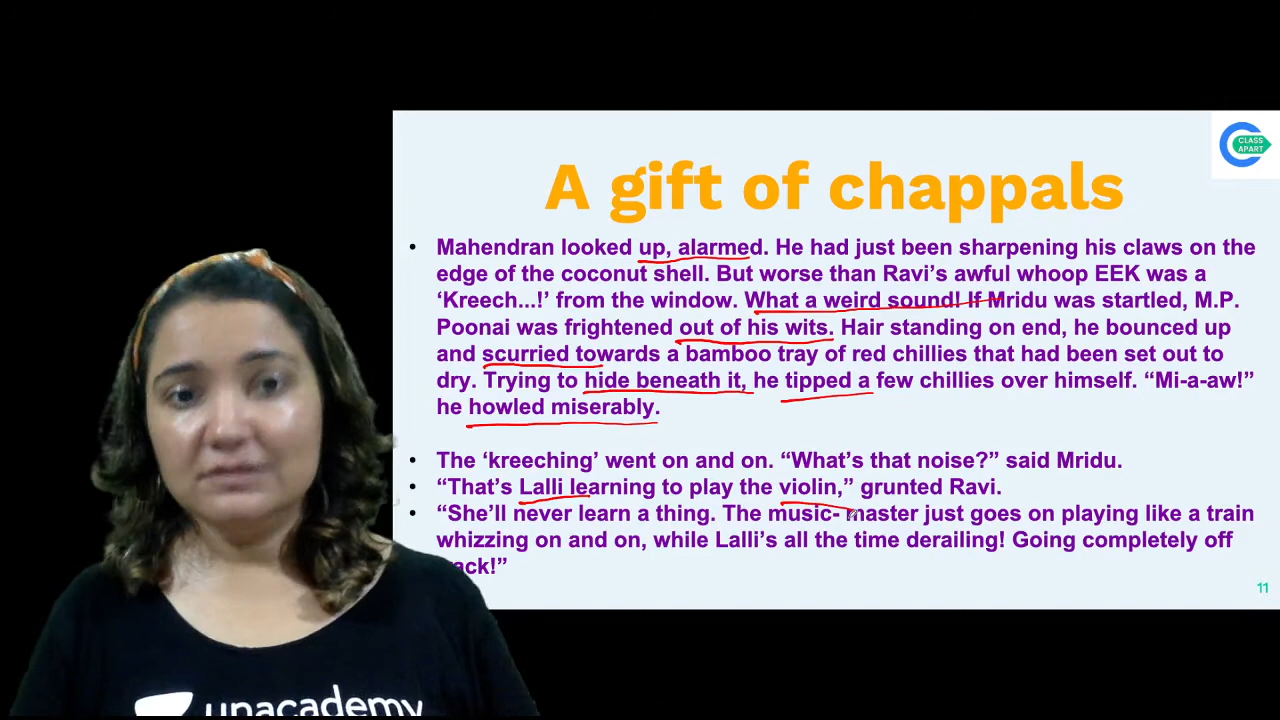 CLASS
APART
A gift of chappals
• Mahendran looked up, alarmed. He had just been sharpening his claws on the
edge of the coconut shell. But worse than Ravi’s awful whoop EEK was a
‘Kreech...!’ from the window. What a weird sound! If Mridu was startled, M.P.
Poonai was frightened out of his wits. Hair standing on end, he bounced up
and scurried towards a bamboo tray of red chillies that had been set out to
dry. Trying to hide beneath it, he tipped a few chillies over himself. “Mi-a-aw!”
he howled miserably.
• The ‘kreeching’ went on and on. “What’s that noise?” said Mridu.
• “That’s Lalli learning to play the violin,” grunted Ravi.
• “She’ll never learn a thing. The music- master just goes on playing like a train
whizzing on and on, while Lalli’s all the time derailing! Going completely off
ack!”
11
unacademy